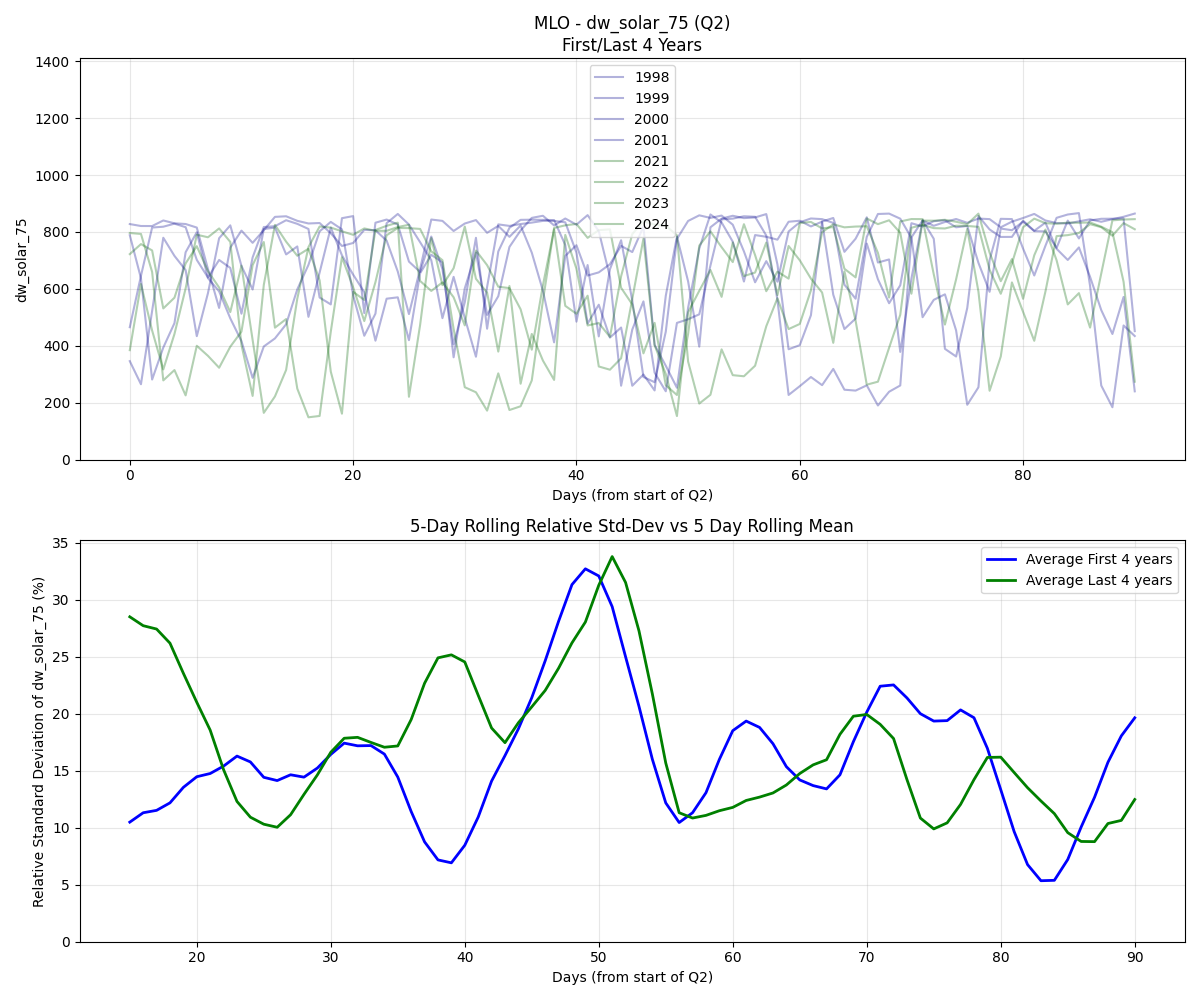 MLO - dw_solar_75 (Q2)
First/Last 4 Years
1400
1200
1000
800
600
400
200
0
dw_solar_75
1998
1999
2000
2001
2021
2022
2023
2024
0 20 40 60 80
Days (from start of Q2)
5-Day Rolling Relative Std-Dev vs 5 Day Rolling Mean
35
30
25
20
15
10
5
0
Relative Standard Deviation of dw_solar_75 (%)
Average First 4 years
Average Last 4 years
20 30 40 50 60 70 80 90
Days (from start of Q2)